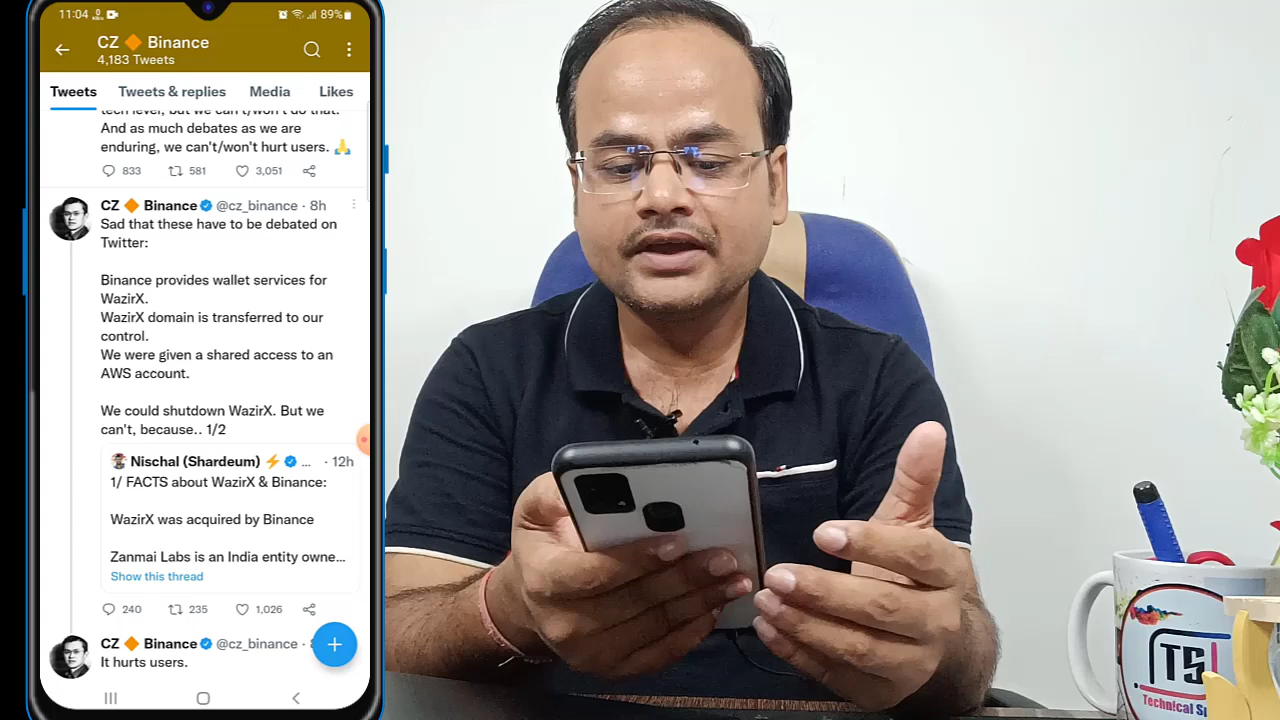 11:04
89%
CZ 🔶 Binance
4,183 Tweets
Tweets Tweets & replies Media Likes
tech level, but we can't/won't do that.
And as much debates as we are
enduring, we can't/won't hurt users. 🙏
833 581 3,051
CZ 🔶 Binance @cz_binance · 8h
Sad that these have to be debated on
Twitter:
Binance provides wallet services for
WazirX.
WazirX domain is transferred to our
control.
We were given a shared access to an
AWS account.
We could shutdown WazirX. But we
can't, because.. 1/2
Nischal (Shardeum) ⚡ ... · 12h
1/ FACTS about WazirX & Binance:
WazirX was acquired by Binance
Zanmai Labs is an India entity owne...
Show this thread
240 235 1,026
CZ 🔶 Binance @cz_binance ·
It hurts users.
TS
Technical